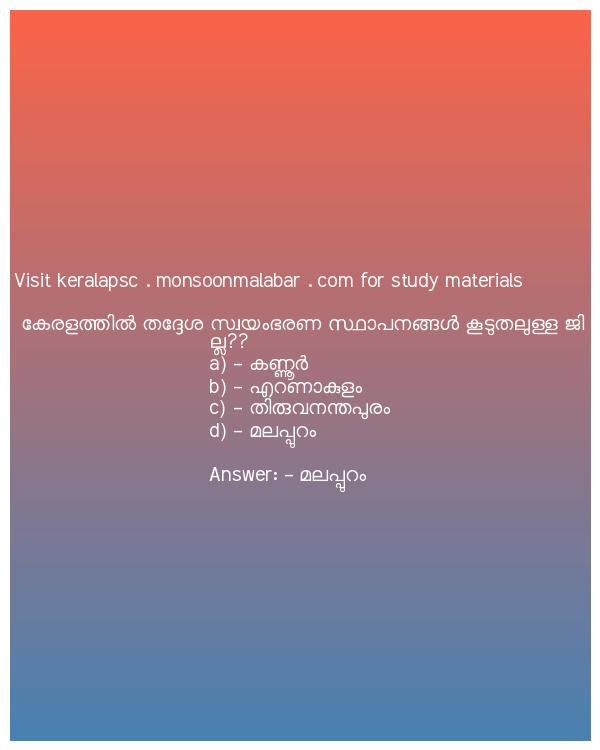 Visit keralapsc . monsoonmalabar . com for study materials
കേരളത്തിൽ തദ്ദേശ സ്വയംഭരണ സ്ഥാപനങ്ങൾ കൂടുതലുള്ള ജി
ല്ല??
a) - കണ്ണൂർ
b) - എറണാകുളം
c) - തിരുവനന്തപുരം
d) - മലപ്പുറം
Answer: - മലപ്പുറം